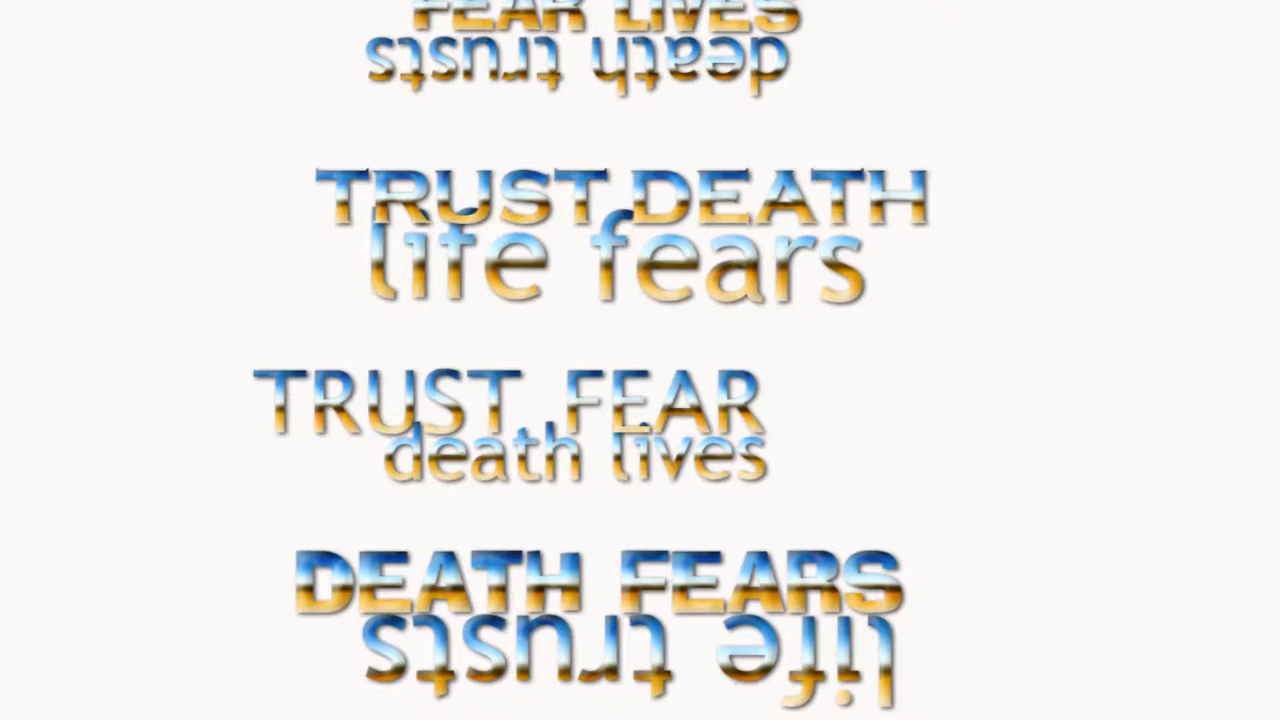 FEAR LIVES
death trusts
TRUST DEATH
life fears
TRUST FEAR
death lives
DEATH FEARS
life trusts